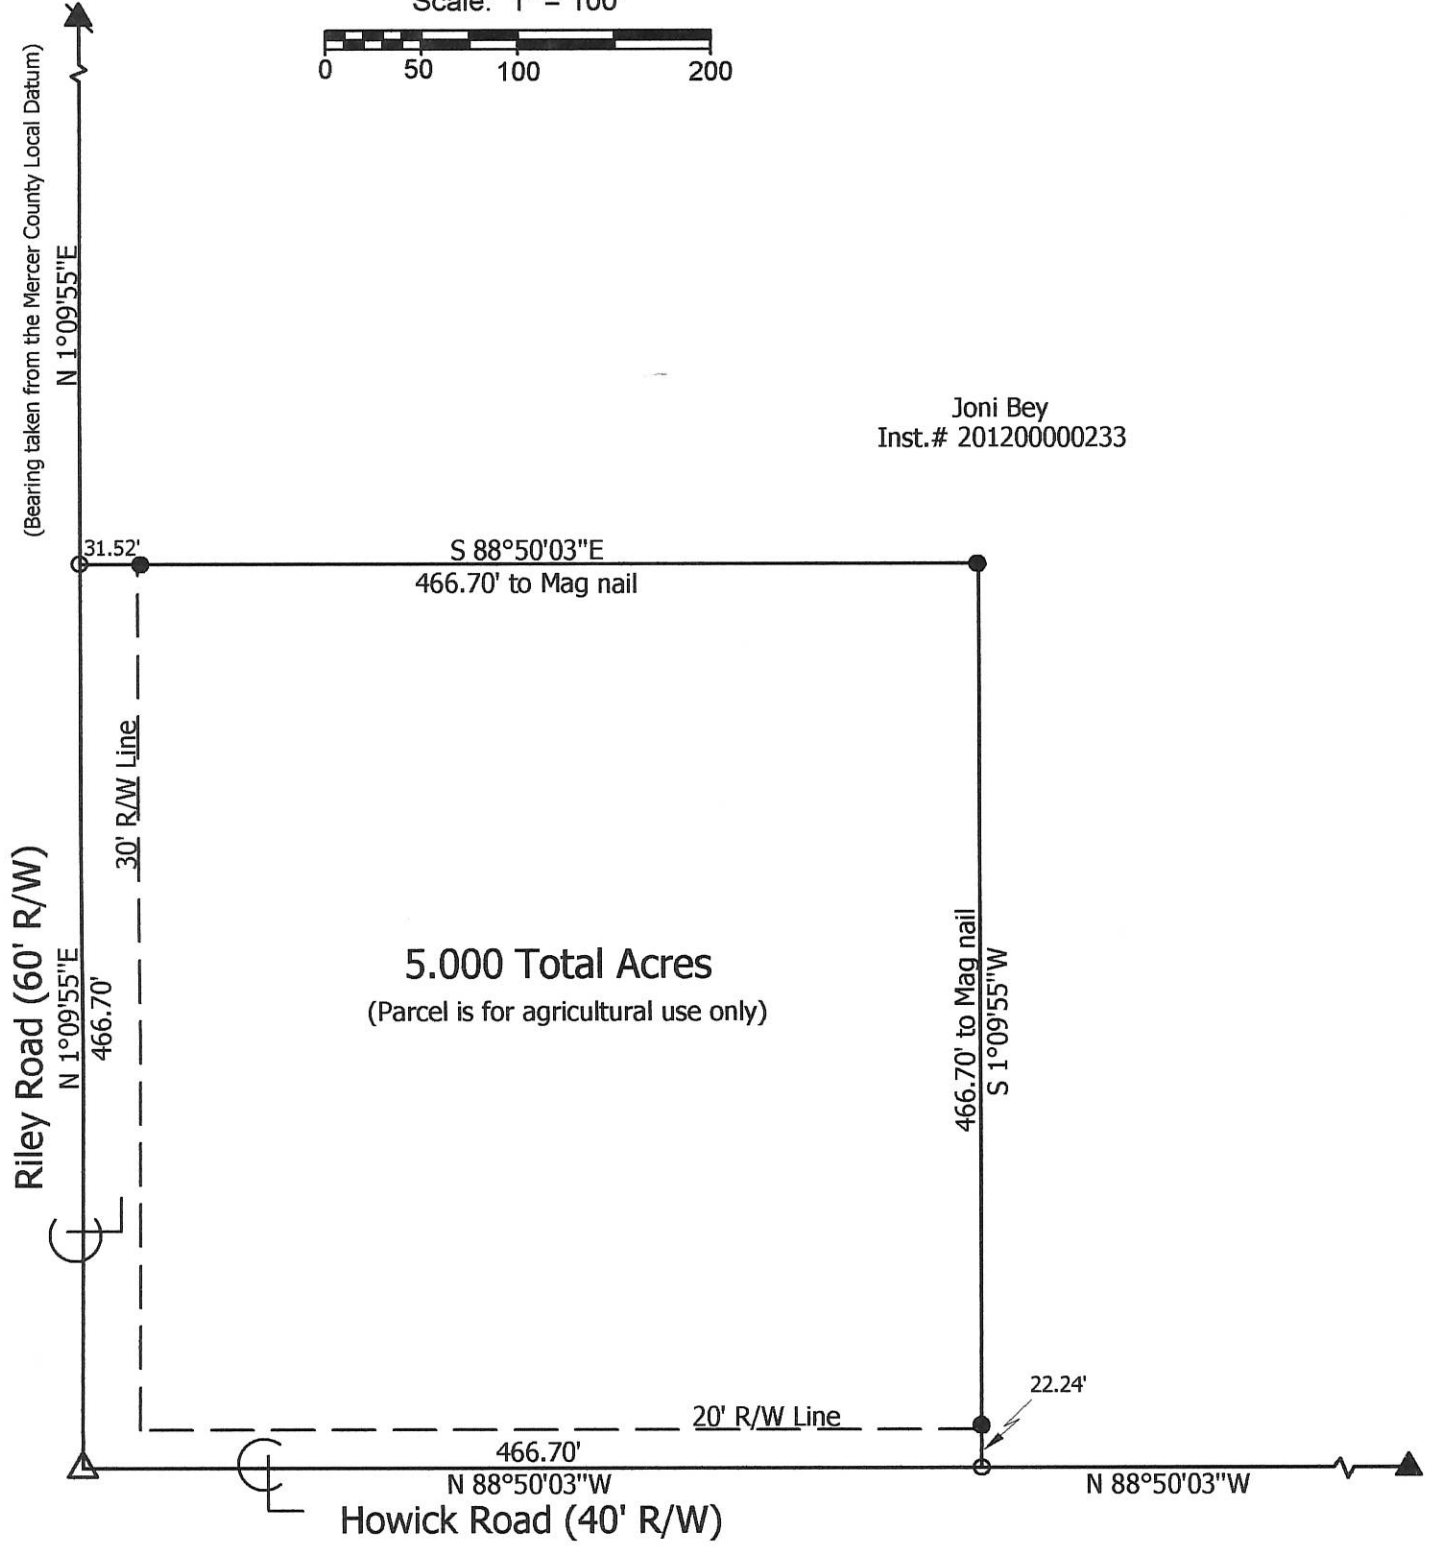 Scale: 1" = 100'
0 50 100 200
(Bearing taken from the Mercer County Local Datum)
N 1°09'55"E
Joni Bey
Inst.# 201200000233
31.52'
S 88°50'03"E
466.70' to Mag nail
30' R/W Line
Riley Road (60' R/W)
N 1°09'55"E
466.70'
5.000 Total Acres
(Parcel is for agricultural use only)
466.70' to Mag nail
S 1°09'55"W
22.24'
20' R/W Line
466.70'
N 88°50'03"W
N 88°50'03"W
Howick Road (40' R/W)